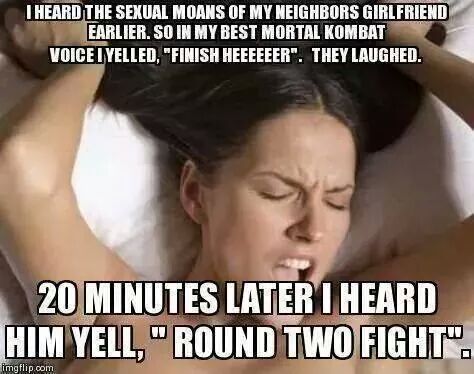 I HEARD THE SEXUAL MOANS OF MY NEIGHBORS GIRLFRIEND
EARLIER. SO IN MY BEST MORTAL KOMBAT
VOICE I YELLED, "FINISH HEEEEEER". THEY LAUGHED.
20 MINUTES LATER I HEARD
HIM YELL, " ROUND TWO FIGHT".
imgflip.com